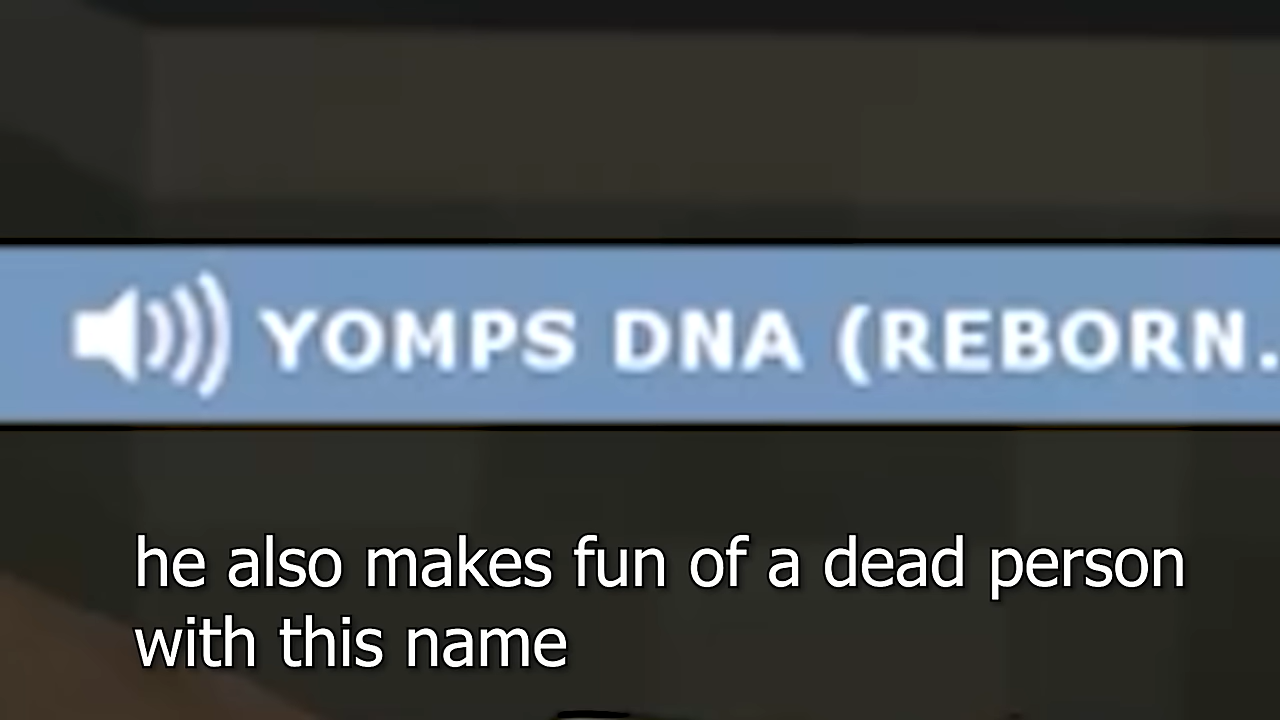 YOMPS DNA (REBORN.
he also makes fun of a dead person
with this name